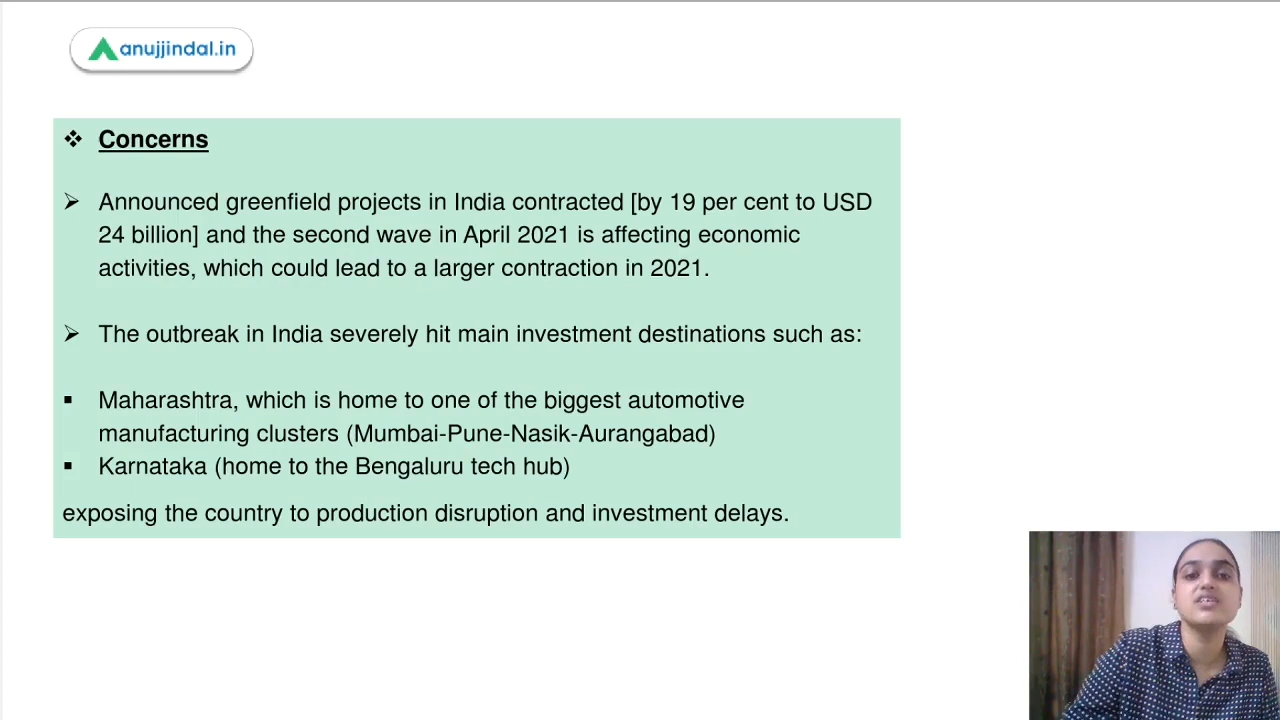 anujjindal.in
❖ Concerns
➢ Announced greenfield projects in India contracted [by 19 per cent to USD
24 billion] and the second wave in April 2021 is affecting economic
activities, which could lead to a larger contraction in 2021.
➢ The outbreak in India severely hit main investment destinations such as:
▪ Maharashtra, which is home to one of the biggest automotive
manufacturing clusters (Mumbai-Pune-Nasik-Aurangabad)
▪ Karnataka (home to the Bengaluru tech hub)
exposing the country to production disruption and investment delays.